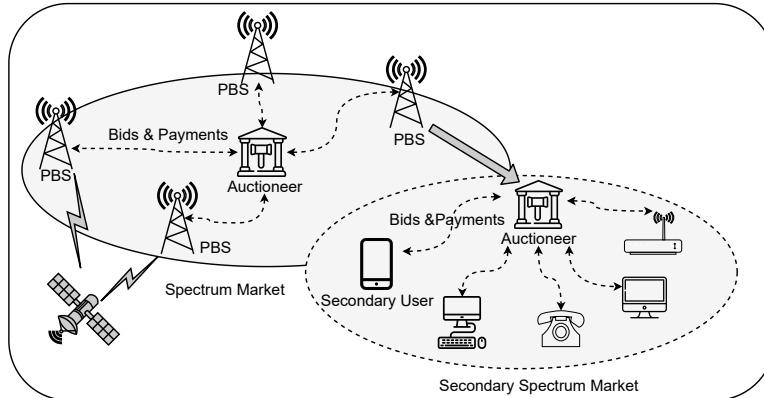 PBS
PBS
Bids & Payments
PBS
Auctioneer
PBS
Bids &Payments
PBS
Auctioneer
Spectrum Market
Secondary User
Secondary Spectrum Market